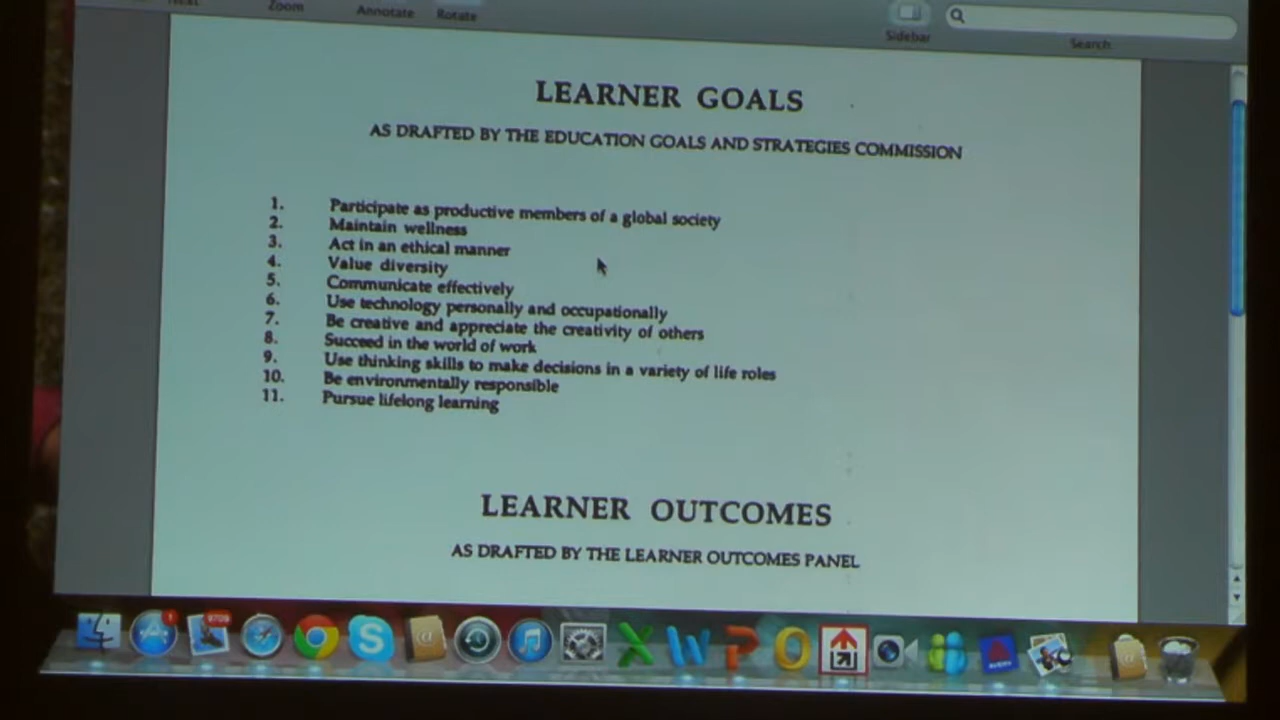 Zoom
Annotate
Rotate
Sidebar
Search
LEARNER GOALS
AS DRAFTED BY THE EDUCATION GOALS AND STRATEGIES COMMISSION
1. Participate as productive members of a global society
2. Maintain wellness
3. Act in an ethical manner
4. Value diversity
5. Communicate effectively
6. Use technology personally and occupationally
7. Be creative and appreciate the creativity of others
8. Succeed in the world of work
9. Use thinking skills to make decisions in a variety of life roles
10. Be environmentally responsible
11. Pursue lifelong learning
LEARNER OUTCOMES
AS DRAFTED BY THE LEARNER OUTCOMES PANEL